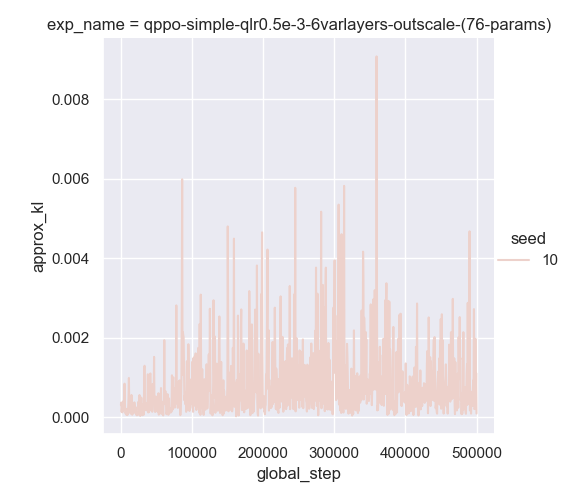 exp_name = qppo-simple-qlr0.5e-3-6varlayers-outscale-(76-params)
0.008
0.006
0.004
0.002
0.000
approx_kl
seed
10
0 100000 200000 300000 400000 500000
global_step